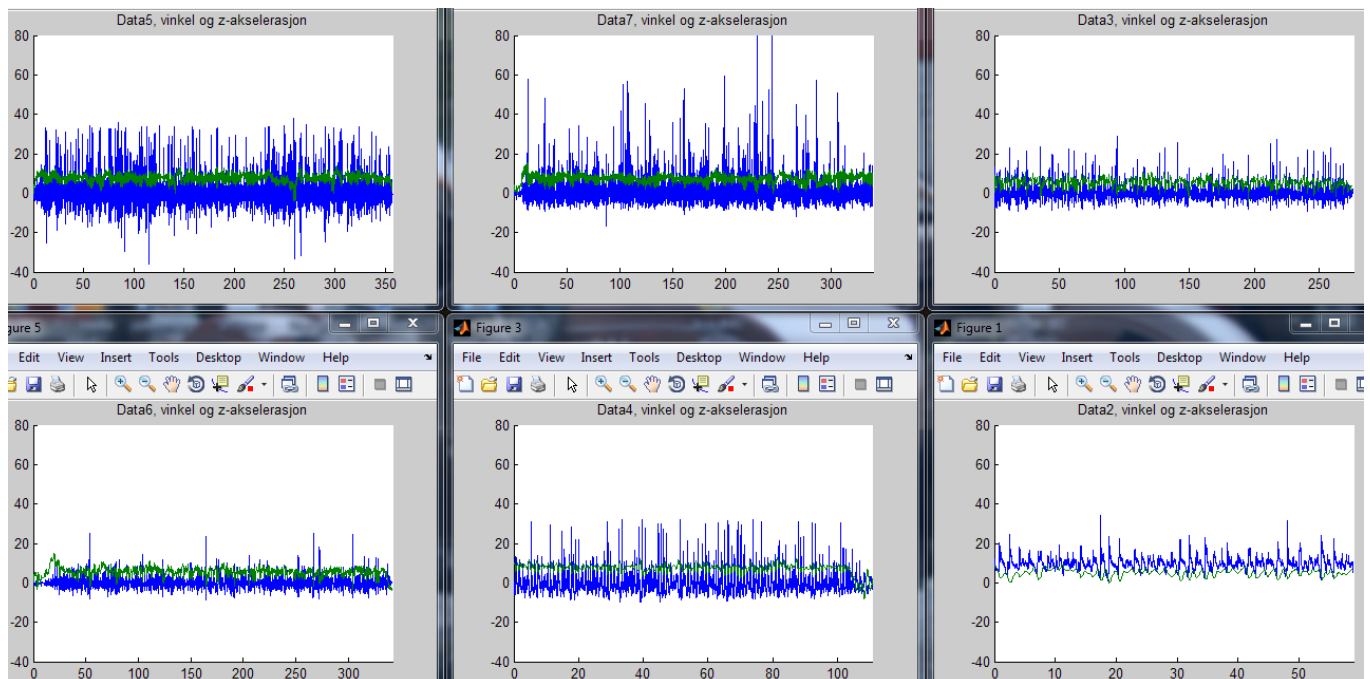 Data5, vinkel og z-akselerasjon
80
60
40
20
0
-20
-40
0 50 100 150 200 250 300 350
Data7, vinkel og z-akselerasjon
80
60
40
20
0
-20
-40
0 50 100 150 200 250 300
Data3, vinkel og z-akselerasjon
80
60
40
20
0
-20
-40
0 50 100 150 200 250
gure 5
Edit View Insert Tools Desktop Window Help
Data6, vinkel og z-akselerasjon
80
60
40
20
0
-20
-40
0 50 100 150 200 250 300
Figure 3
File Edit View Insert Tools Desktop Window Help
Data4, vinkel og z-akselerasjon
80
60
40
20
0
-20
-40
0 20 40 60 80 100
Figure 1
File Edit View Insert Tools Desktop Window Help
Data2, vinkel og z-akselerasjon
80
60
40
20
0
-20
-40
0 10 20 30 40 50